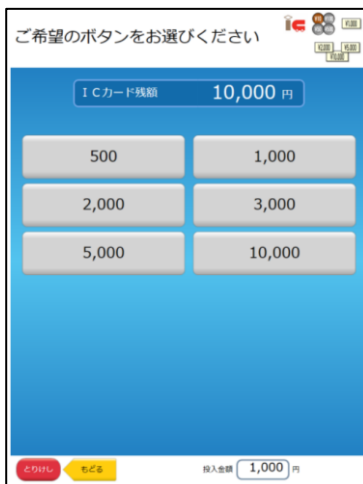 ご希望のボタンをお選びください
ICカード残額 10,000 円
500 1,000
2,000 3,000
5,000 10,000
とりけし もどる 投入金額 1,000 円